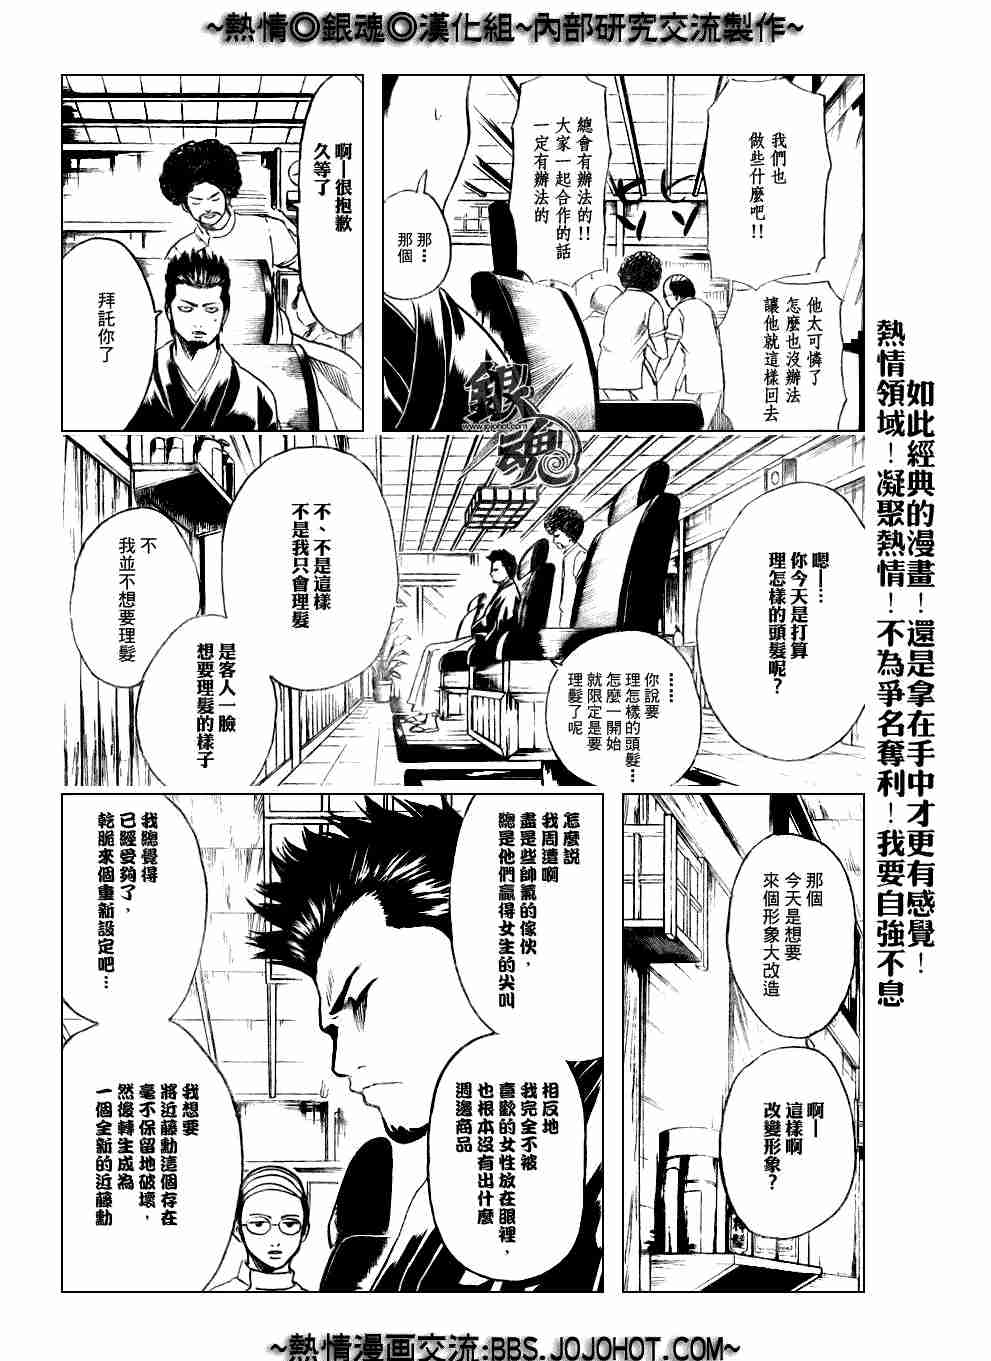 ~熱情◎銀魂◎漢化組~內部研究交流製作~
我們也
做些什麼吧!!
他太可憐了
怎麼也沒辦法
讓他就這樣回去
總會有辦法的!!
大家一起合作的話
一定有辦法的
那…
那個
啊—很抱歉
久等了
拜託你了
銀魂
www.jojohot.com
嗯——……
你今天是打算
理怎樣的頭髮呢？
……
你說要
理怎樣的頭髮…
怎麼一開始
就限定是要
理髮了呢
不、不是這樣
不是我只會理髮
是客人一臉
想要理髮的樣子
不
我並不想要理髮
那個
今天是想要
來個形象大改造
啊—
這樣啊
改變形象？
怎麼說
我周遭啊
盡是些帥氣的傢伙，
總是他們贏得女生的尖叫
相反地
我完全不被
喜歡的女性放在眼裡，
也根本沒有出什麼
週邊商品
我總覺得
已經受夠了，
乾脆來個重新設定吧…
我想要
將近藤勳這個存在
毫不保留地破壞，
然後轉生成為
一個全新的近藤勳
如此經典的漫畫！還是拿在手中才更有感覺！
熱情領域！凝聚熱情！不為爭名奪利！我要自強不息
~熱情漫画交流:BBS.JOJOHOT.COM~